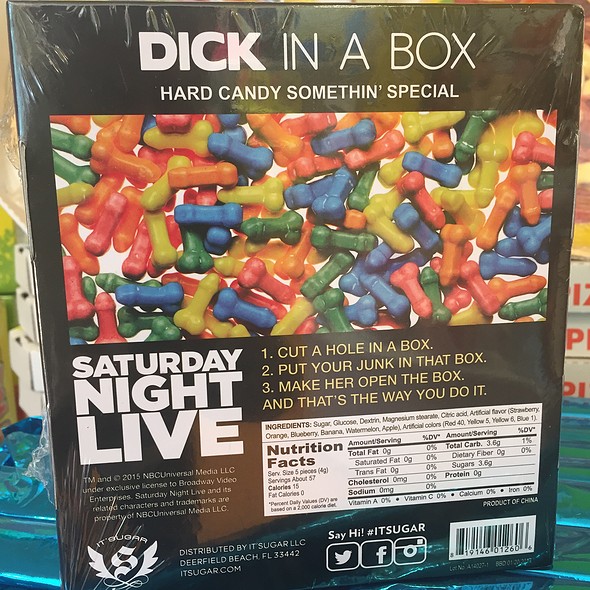 DICK IN A BOX
HARD CANDY SOMETHIN' SPECIAL
SATURDAY
NIGHT
LIVE
1. CUT A HOLE IN A BOX.
2. PUT YOUR JUNK IN THAT BOX.
3. MAKE HER OPEN THE BOX.
AND THAT'S THE WAY YOU DO IT.
INGREDIENTS: Sugar, Glucose, Dextrin, Magnesium stearate, Citric acid, Artificial flavor (Strawberry,
Orange, Blueberry, Banana, Watermelon, Apple), Artificial colors (Red 40, Yellow 5, Yellow 6, Blue 1).
Nutrition
Facts
Serv. Size 5 pieces (4g)
Servings About 57
Calories 15
Fat Calories 0
*Percent Daily Values (DV) are
based on a 2,000 calorie diet.
Amount/Serving %DV* Amount/Serving %DV*
Total Fat 0g 0% Total Carb. 3.6g 1%
Saturated Fat 0g 0% Dietary Fiber 0g 0%
Trans Fat 0g 0% Sugars 3.6g
Cholesterol 0mg 0% Protein 0g
Sodium 0mg 0%
Vitamin A 0% • Vitamin C 0% • Calcium 0% • Iron 0%
PRODUCT OF CHINA
TM and © 2015 NBCUniversal Media LLC
under exclusive license to Broadway Video
Enterprises. Saturday Night Live and its
related characters and trademarks are
property of NBCUniversal Media LLC.
IT'SUGAR
DISTRIBUTED BY IT'SUGAR LLC
DEERFIELD BEACH, FL 33442
ITSUGAR.COM
Say Hi! #ITSUGAR
8 19146 01260 6
PI
PI